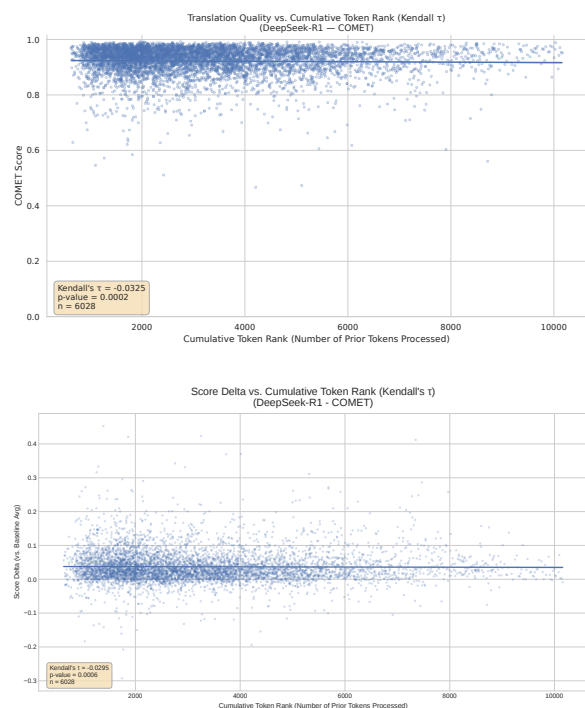 Translation Quality vs. Cumulative Token Rank (Kendall τ)
(DeepSeek-R1 — COMET)
1.0
0.8
0.6
0.4
0.2
0.0
COMET Score
Kendall's τ = -0.0325
p-value = 0.0002
n = 6028
2000 4000 6000 8000 10000
Cumulative Token Rank (Number of Prior Tokens Processed)
Score Delta vs. Cumulative Token Rank (Kendall's τ)
(DeepSeek-R1 - COMET)
0.4
0.3
0.2
0.1
0.0
−0.1
−0.2
−0.3
Score Delta (vs. Baseline Avg)
Kendall's τ = -0.0295
p-value = 0.0006
n = 6028
2000 4000 6000 8000 10000
Cumulative Token Rank (Number of Prior Tokens Processed)